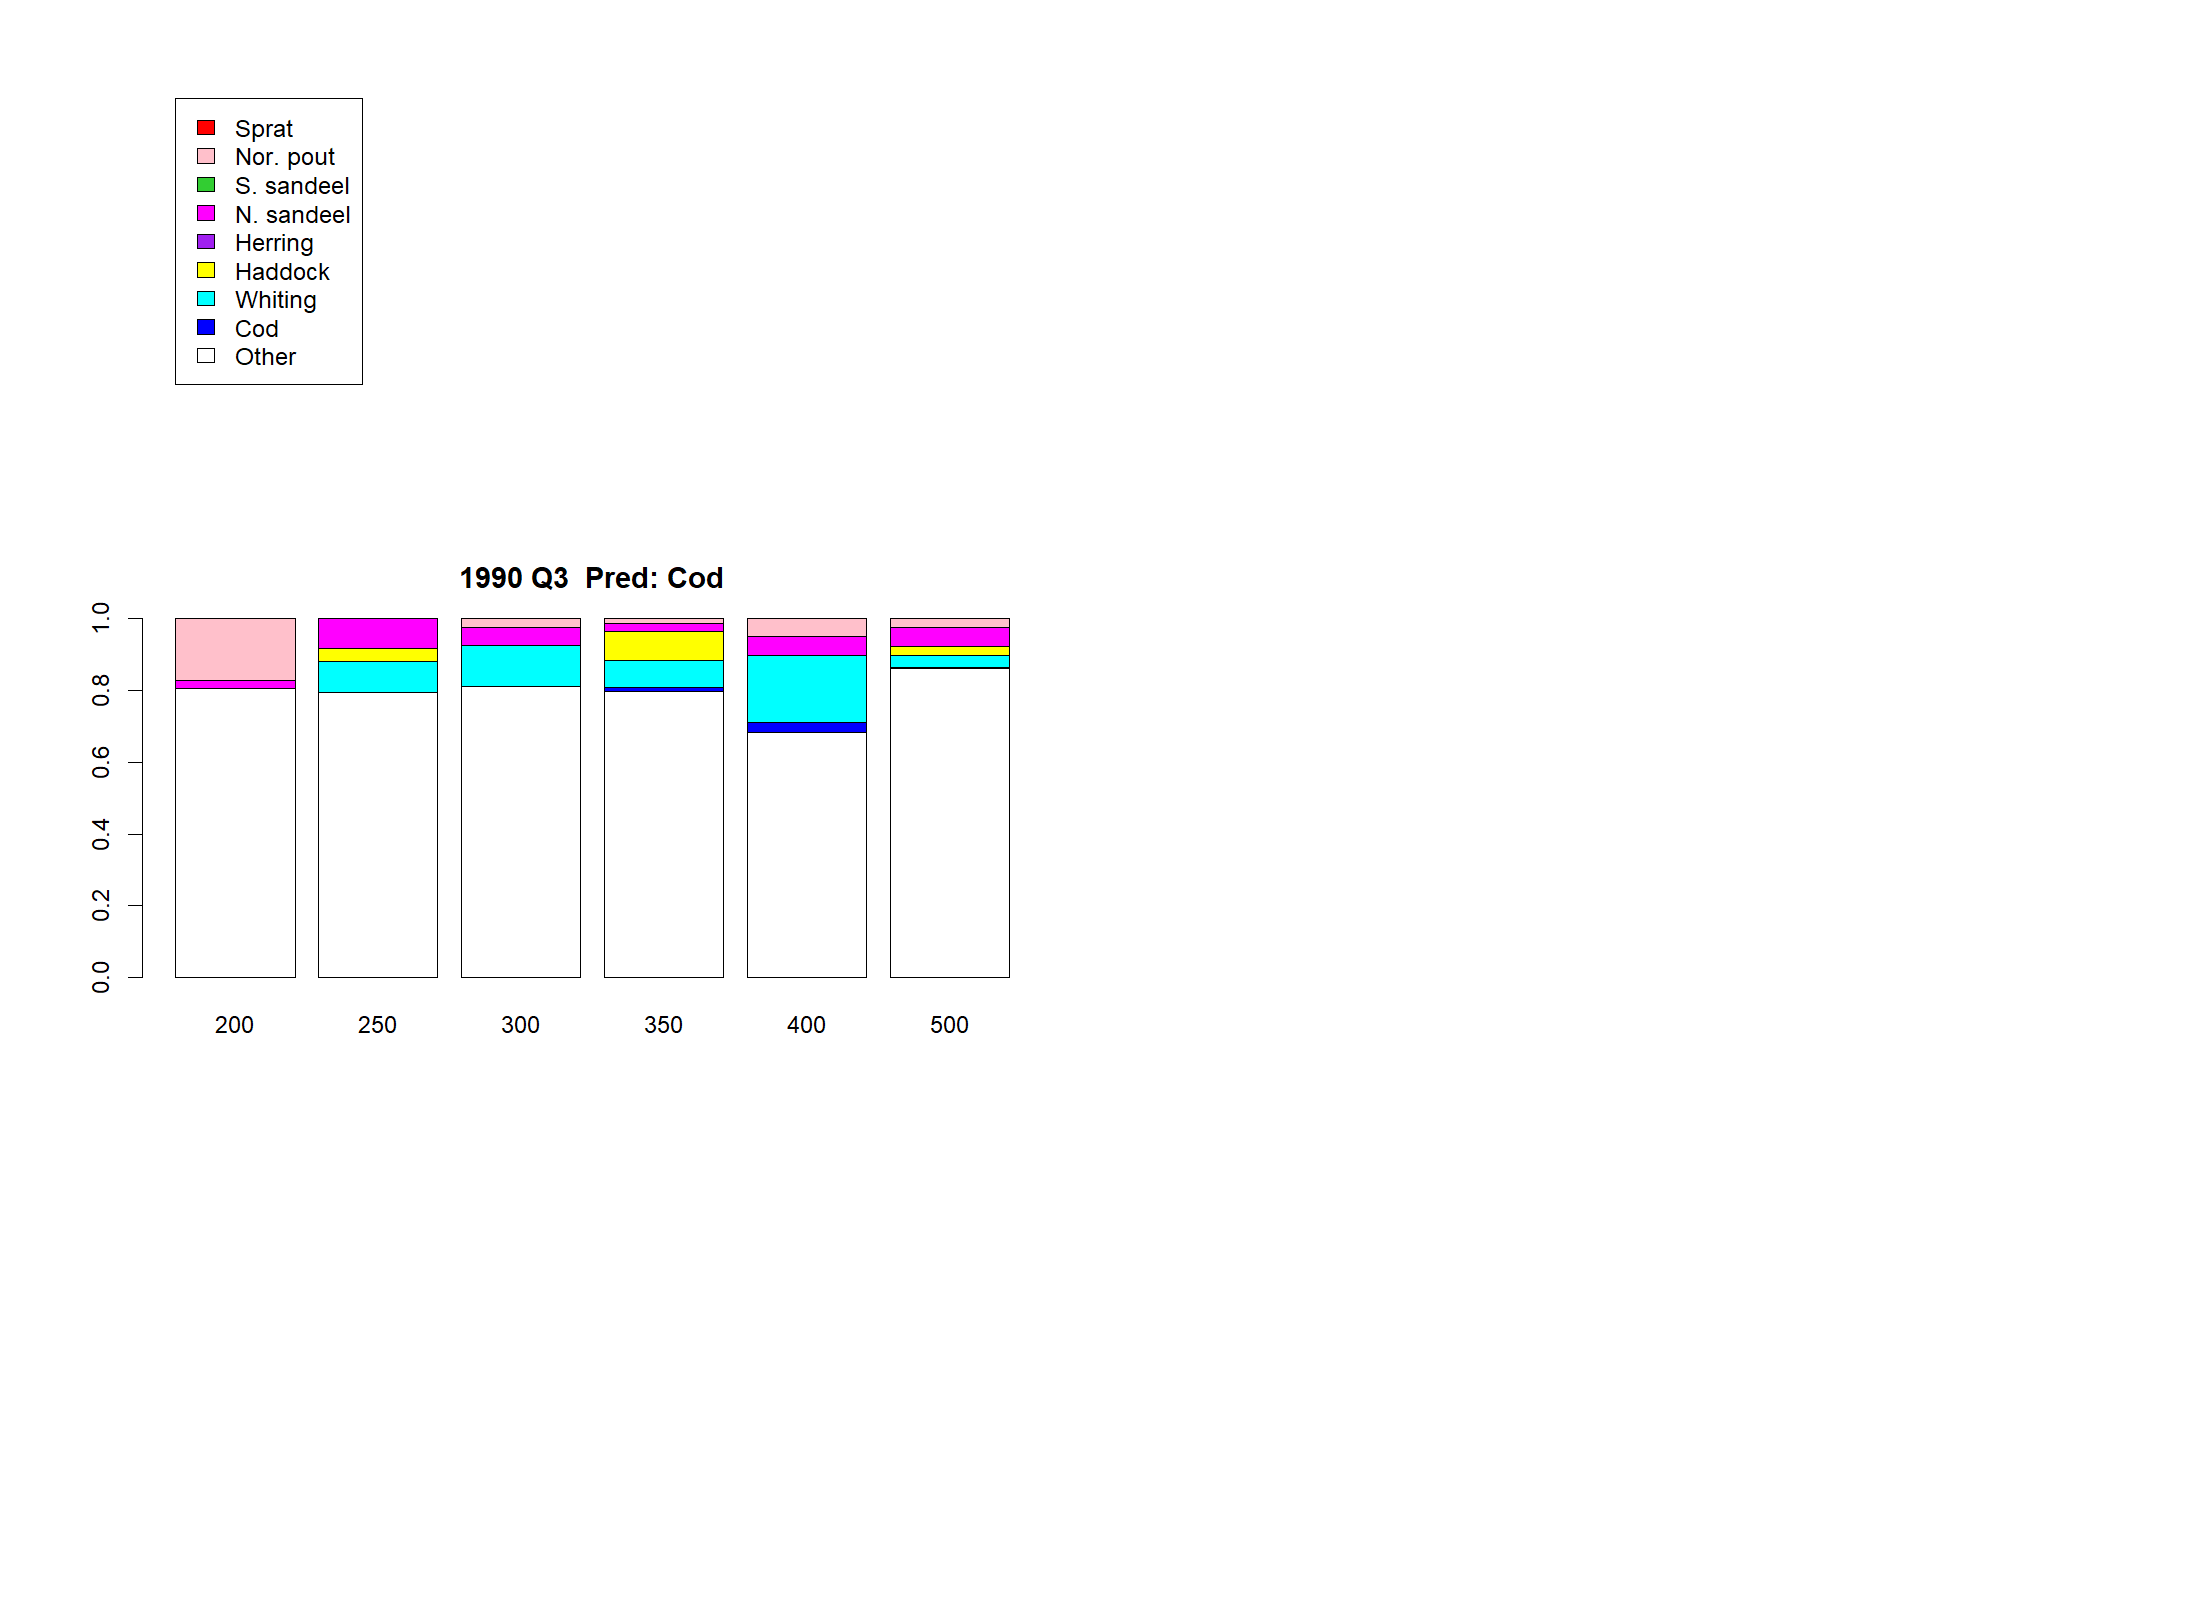 Sprat
Nor. pout
S. sandeel
N. sandeel
Herring
Haddock
Whiting
Cod
Other
1990 Q3  Pred: Cod
1.0
0.8
0.6
0.4
0.2
0.0
200 250 300 350 400 500